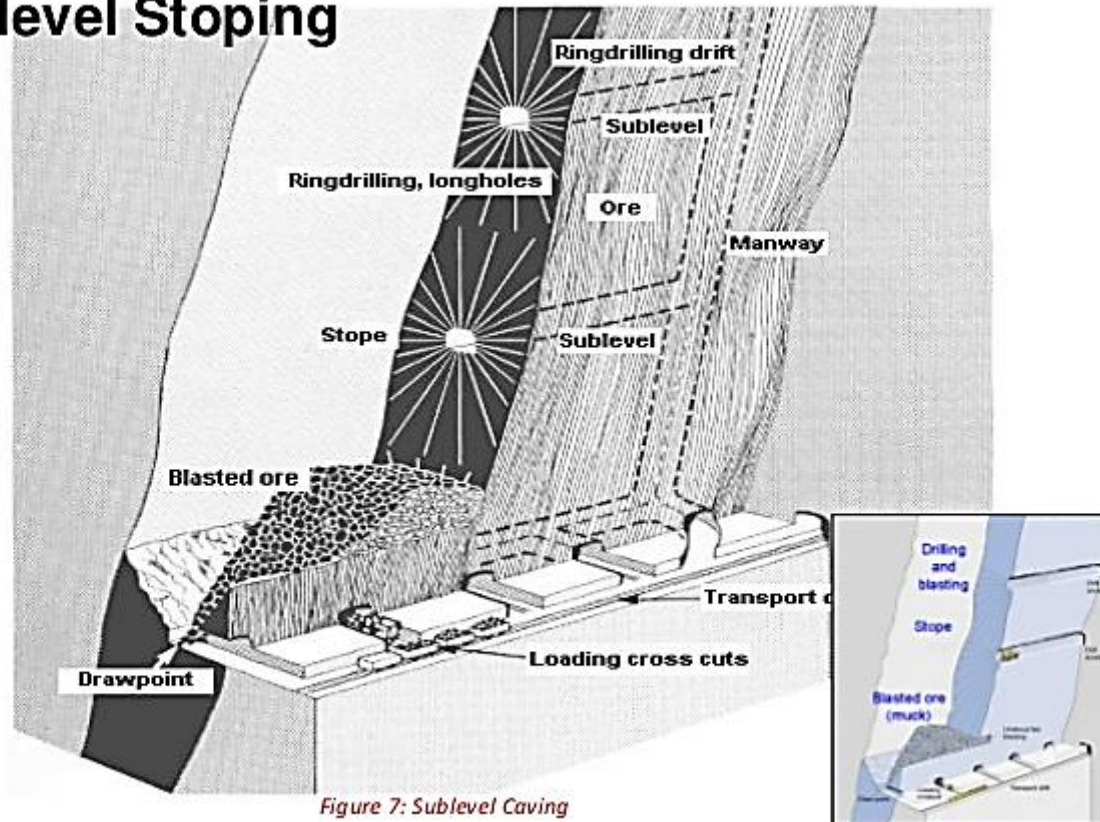 level Stoping
Ringdrilling drift
Sublevel
Ringdrilling, longholes
Ore
Manway
Stope
Sublevel
Blasted ore
Transport
Loading cross cuts
Drawpoint
Drilling
and
blasting
Stope
Blasted ore
(muck)
Figure 7: Sublevel Caving